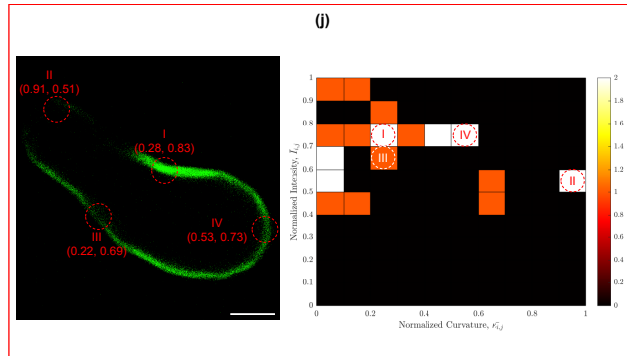 (j)
II
(0.91, 0.51)
I
(0.28, 0.83)
III
(0.22, 0.69)
IV
(0.53, 0.73)
Normalized Intensity, Ī
1
0.9
0.8
0.7
0.6
0.5
0.4
0.3
0.2
0.1
0
I
IV
III
II
0
0.2
0.4
0.6
0.8
1
Normalized Curvature,
2
1.8
1.6
1.4
1.2
1
0.8
0.6
0.4
0.2
0